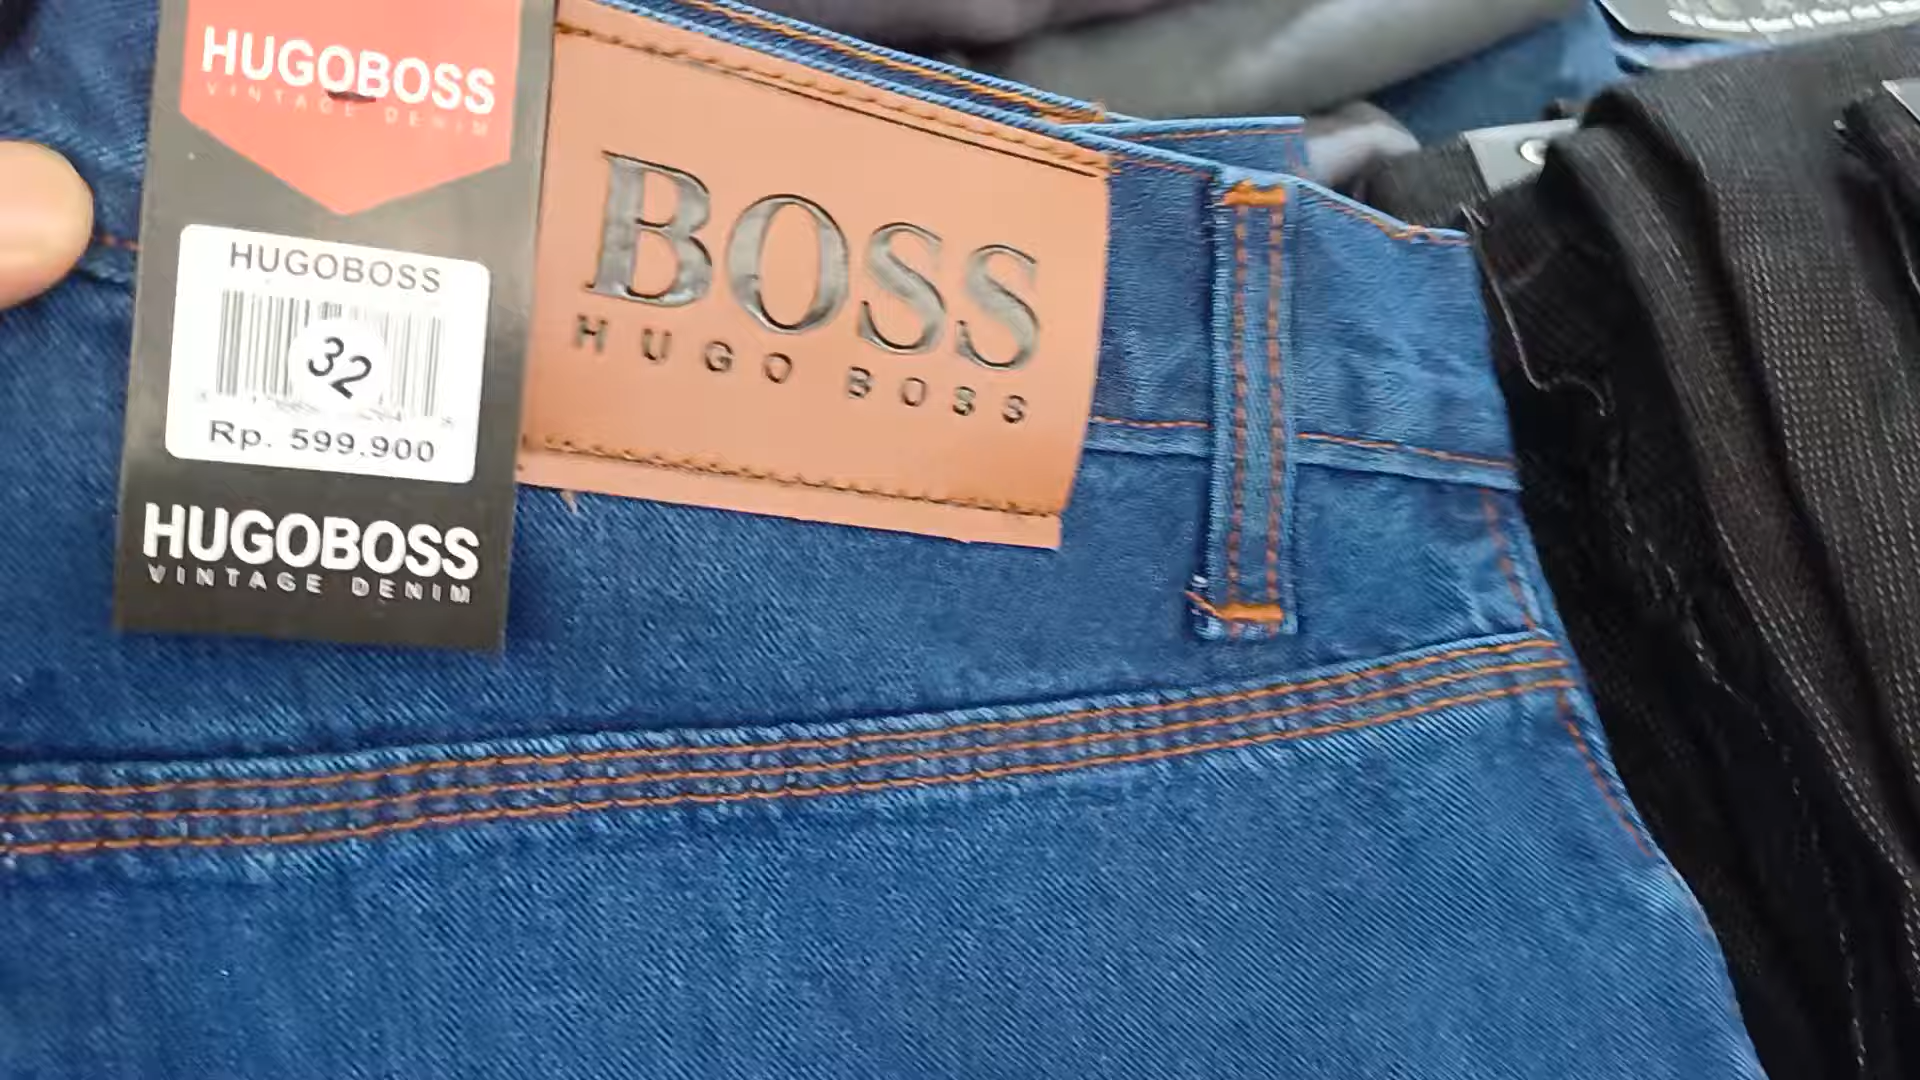 HUGOBOSS
VINTAGE DENIM
HUGOBOSS
32
Rp. 599.900
HUGOBOSS
VINTAGE DENIM
BOSS
HUGO BOSS